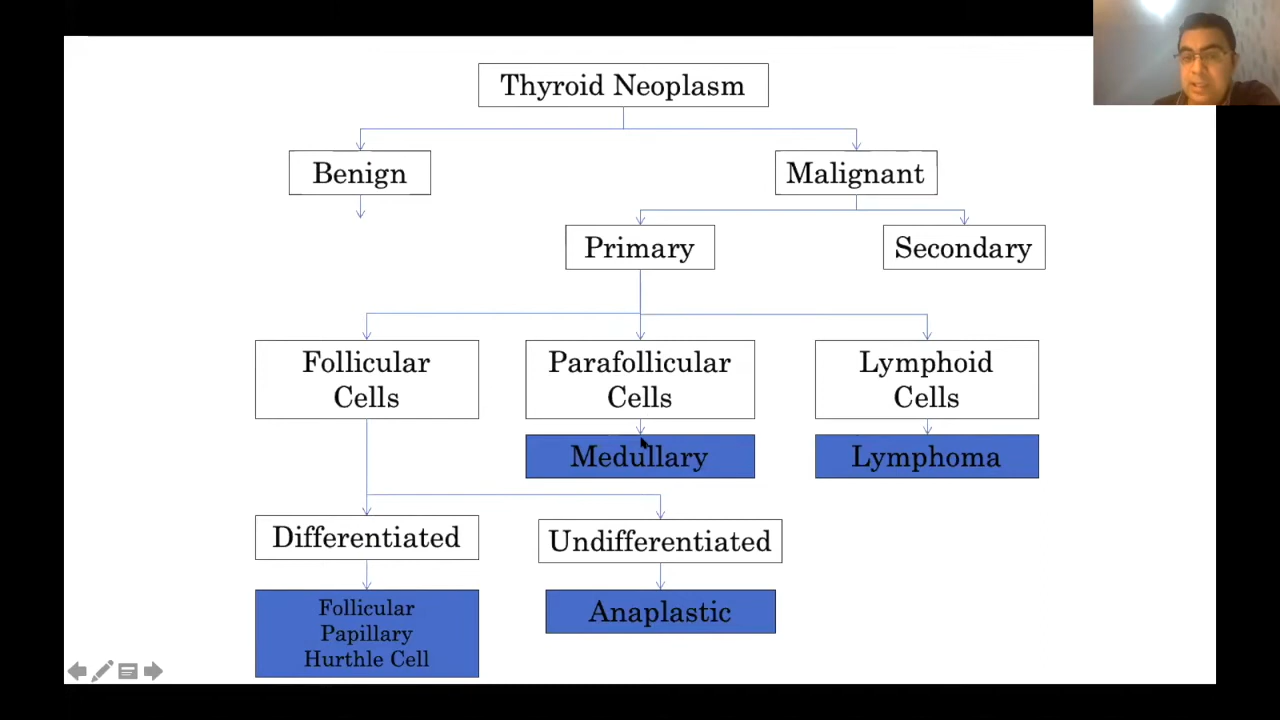 Thyroid Neoplasm
Benign
Malignant
Primary
Secondary
Follicular
Cells
Parafollicular
Cells
Lymphoid
Cells
Medullary
Lymphoma
Differentiated
Undifferentiated
Follicular
Papillary
Hurthle Cell
Anaplastic